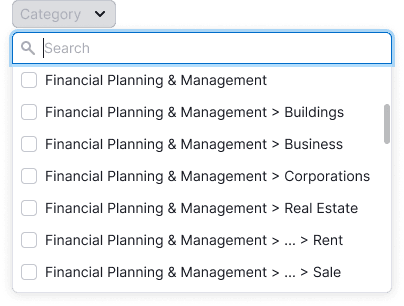 Category
Search
Financial Planning & Management
Financial Planning & Management > Buildings
Financial Planning & Management > Business
Financial Planning & Management > Corporations
Financial Planning & Management > Real Estate
Financial Planning & Management > ... > Rent
Financial Planning & Management > ... > Sale